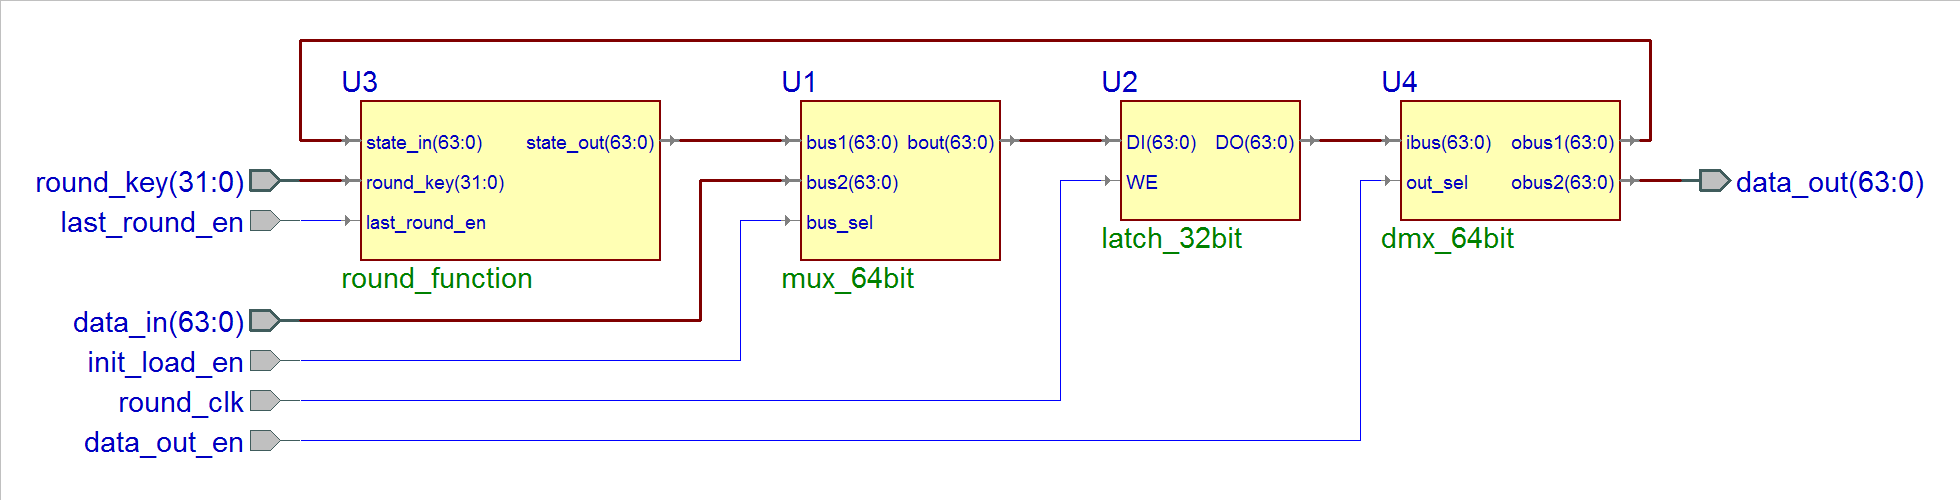 U3
U1
U2
U4
state_in(63:0)
state_out(63:0)
bus1(63:0)
bout(63:0)
DI(63:0)
DO(63:0)
ibus(63:0)
obus1(63:0)
round_key(31:0)
round_key(31:0)
bus2(63:0)
WE
out_sel
obus2(63:0)
data_out(63:0)
last_round_en
last_round_en
bus_sel
latch_32bit
dmx_64bit
round_function
mux_64bit
data_in(63:0)
init_load_en
round_clk
data_out_en